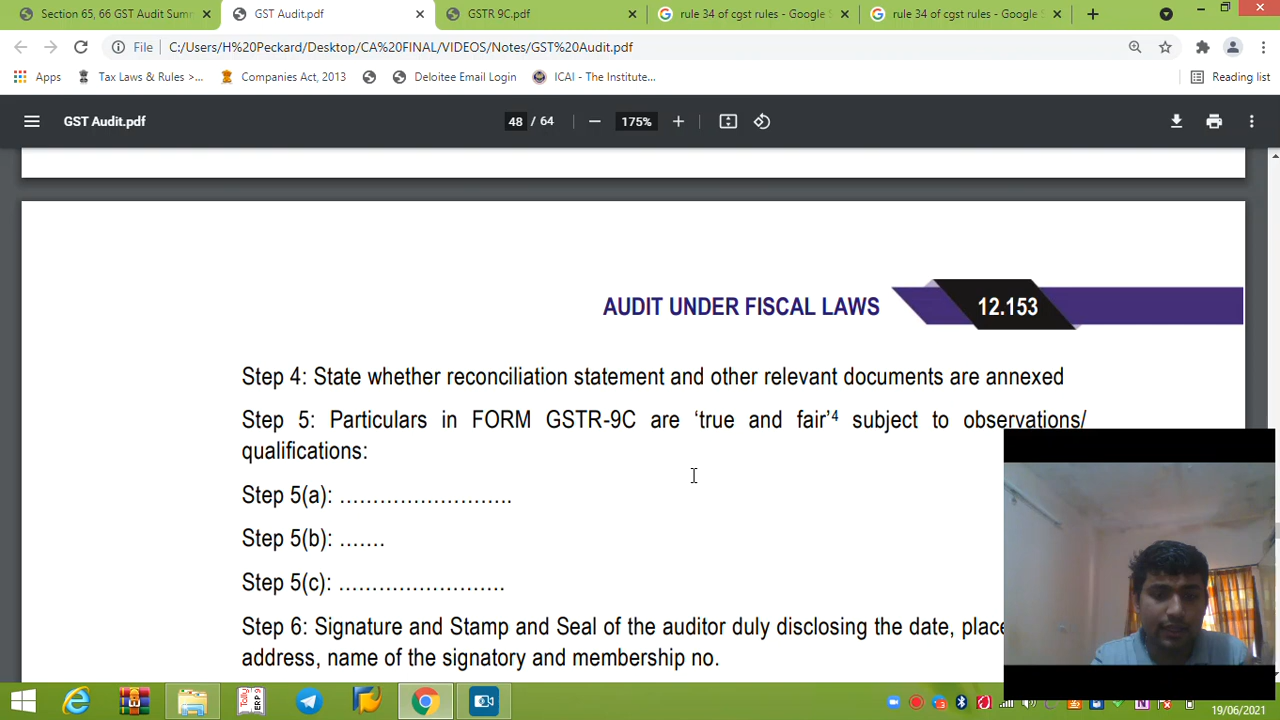 Section 65, 66 GST Audit Summ
GST Audit.pdf
GSTR 9C.pdf
rule 34 of cgst rules - Google S
rule 34 of cgst rules - Google S
File
C:/Users/H%20Peckard/Desktop/CA%20FINAL/VIDEOS/Notes/GST%20Audit.pdf
Apps
Tax Laws & Rules >...
Companies Act, 2013
Deloitee Email Login
ICAI - The Institute...
Reading list
GST Audit.pdf
48 / 64
175%
AUDIT UNDER FISCAL LAWS
12.153
Step 4: State whether reconciliation statement and other relevant documents are annexed
Step 5: Particulars in FORM GSTR-9C are ‘true and fair’4 subject to observations/
qualifications:
Step 5(a): …………………….
Step 5(b): …….
Step 5(c): ……………………
Step 6: Signature and Stamp and Seal of the auditor duly disclosing the date, place
address, name of the signatory and membership no.
19/06/2021